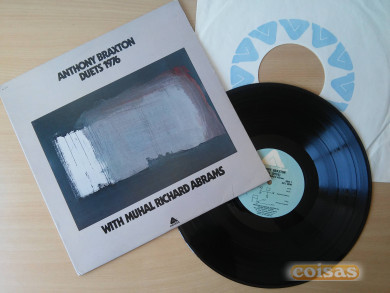 ANTHONY BRAXTON
DUETS 1976
WITH MUHAL RICHARD ABRAMS
coisas